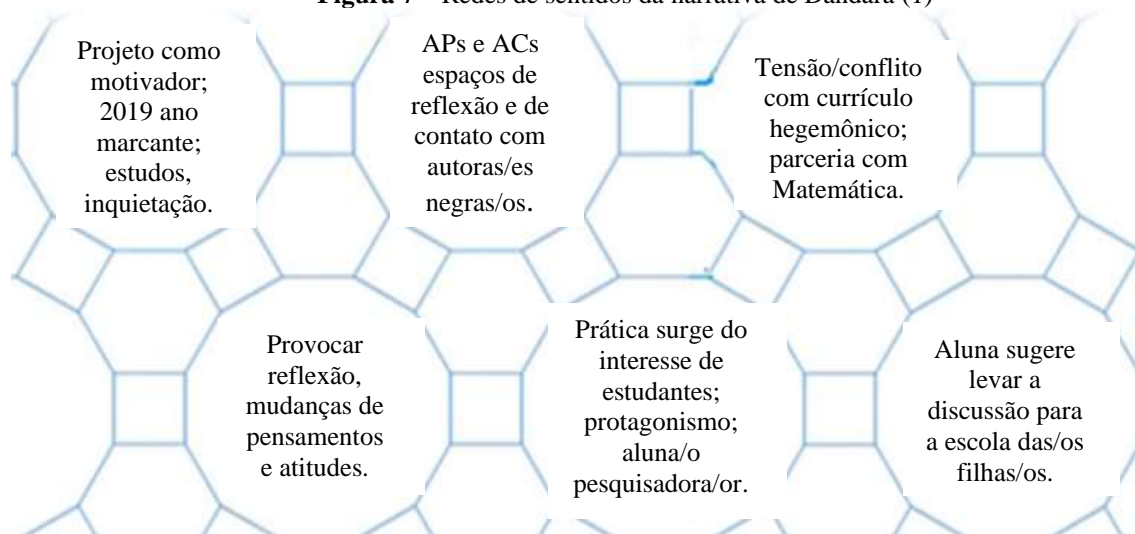 Figura 7 – Redes de sentidos da narrativa de Dandara (1)
Projeto como
motivador;
2019 ano
marcante;
estudos,
inquietação.
APs e ACs
espaços de
reflexão e de
contato com
autoras/es
negras/os.
Tensão/conflito
com currículo
hegemônico;
parceria com
Matemática.
Provocar
reflexão,
mudanças de
pensamentos
e atitudes.
Prática surge do
interesse de
estudantes;
protagonismo;
aluna/o
pesquisadora/or.
Aluna sugere
levar a
discussão para
a escola das/os
filhas/os.